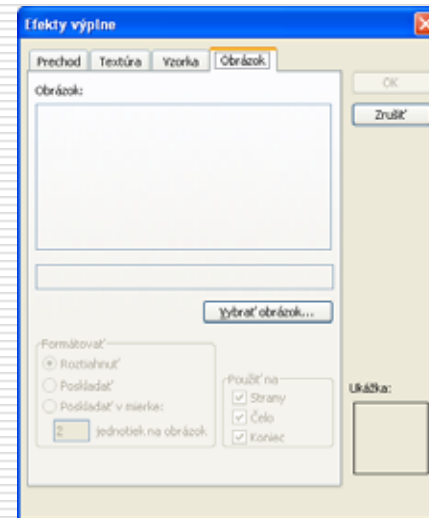 Efekty výplne
Prechod Textúra Vzorka Obrázok
OK
Obrázok:
Zrušiť
Vybrať obrázok...
Formátovať
Roztiahnuť
Poskladať
Poskladať v mierke:
2 jednotiek na obrázok
Použiť na
Strany
Čelo
Koniec
Ukážka: